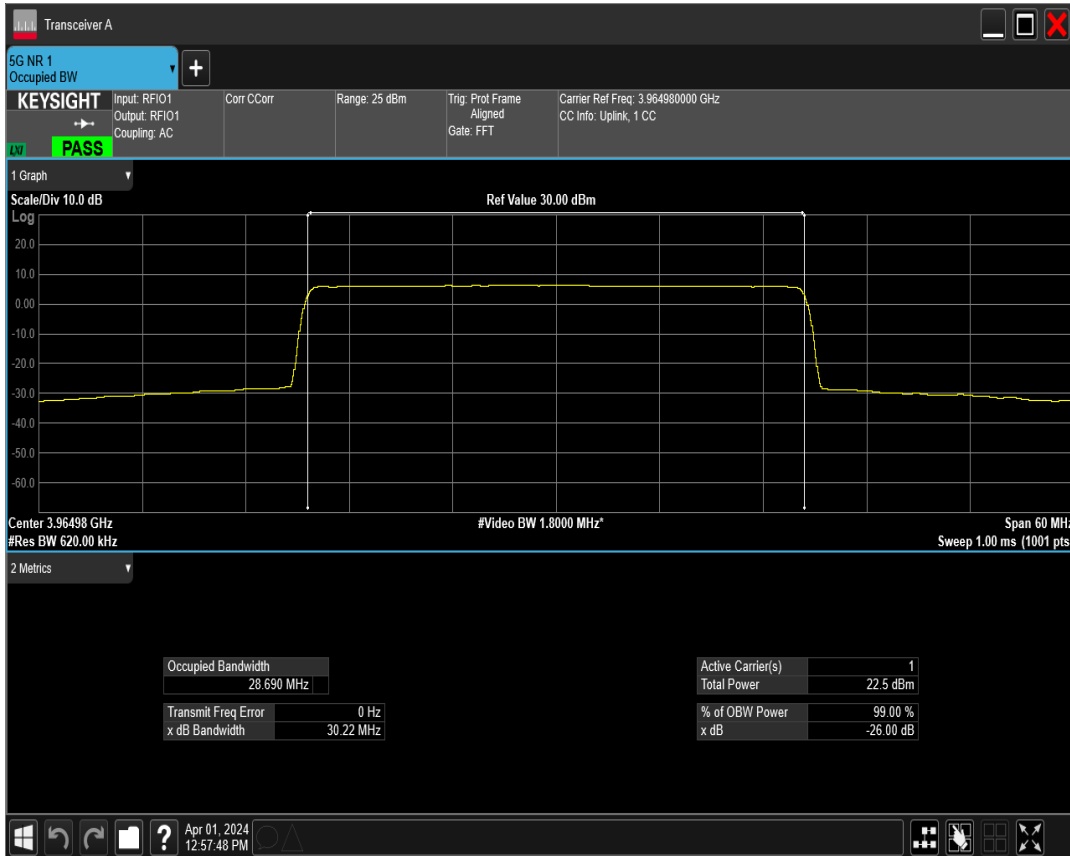 Transceiver A
5G NR 1
Occupied BW
+
KEYSIGHT
LXI
PASS
Input: RFIO1
Output: RFIO1
Coupling: AC
Corr CCorr
Range: 25 dBm
Trig: Prot Frame
Aligned
Gate: FFT
Carrier Ref Freq: 3.964980000 GHz
CC Info: Uplink, 1 CC
1 Graph
Scale/Div 10.0 dB
Ref Value 30.00 dBm
Log
20.0
10.0
0.00
-10.0
-20.0
-30.0
-40.0
-50.0
-60.0
Center 3.96498 GHz
#Video BW 1.8000 MHz*
Span 60 MHz
#Res BW 620.00 kHz
Sweep 1.00 ms (1001 pts
2 Metrics
Occupied Bandwidth
28.690 MHz
Transmit Freq Error 0 Hz
x dB Bandwidth 30.22 MHz
Active Carrier(s) 1
Total Power 22.5 dBm
% of OBW Power 99.00 %
x dB -26.00 dB
?
Apr 01, 2024
12:57:48 PM